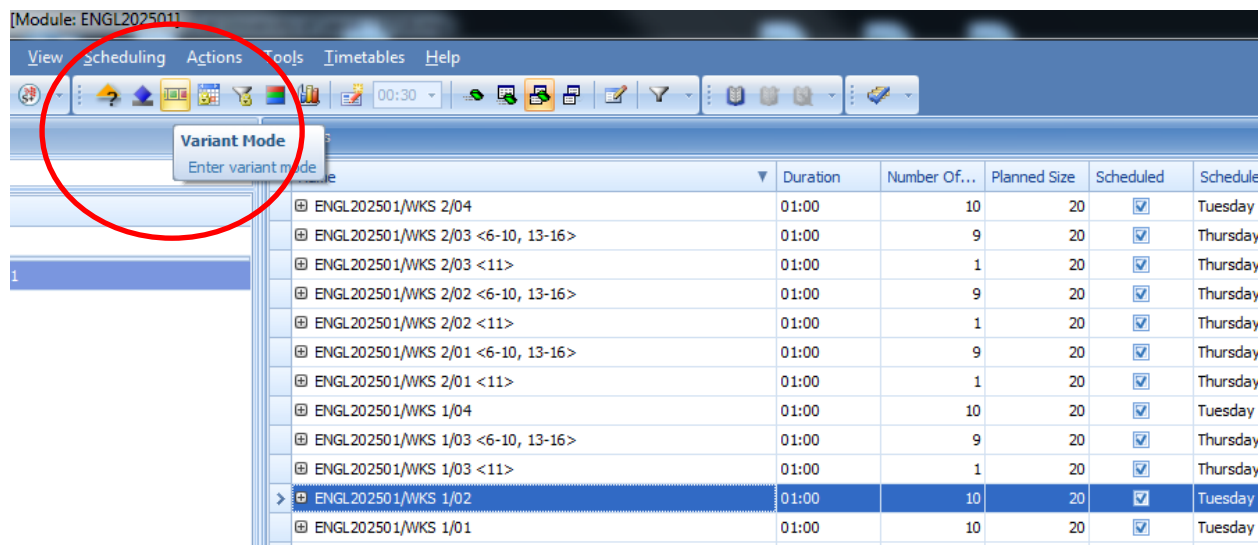 [Module: ENGL202501]
View Scheduling Actions Tools Timetables Help
00:30
Variant Mode
Enter variant mode
Duration Number Of... Planned Size Scheduled Schedule
ENGL202501/WKS 2/04 01:00 10 20 Tuesday
ENGL202501/WKS 2/03 <6-10, 13-16> 01:00 9 20 Thursday
ENGL202501/WKS 2/03 <11> 01:00 1 20 Thursday
ENGL202501/WKS 2/02 <6-10, 13-16> 01:00 9 20 Thursday
1 ENGL202501/WKS 2/02 <11> 01:00 1 20 Thursday
ENGL202501/WKS 2/01 <6-10, 13-16> 01:00 9 20 Thursday
ENGL202501/WKS 2/01 <11> 01:00 1 20 Thursday
ENGL202501/WKS 1/04 01:00 10 20 Tuesday
ENGL202501/WKS 1/03 <6-10, 13-16> 01:00 9 20 Thursday
ENGL202501/WKS 1/03 <11> 01:00 1 20 Thursday
ENGL202501/WKS 1/02 01:00 10 20 Tuesday
ENGL202501/WKS 1/01 01:00 10 20 Tuesday